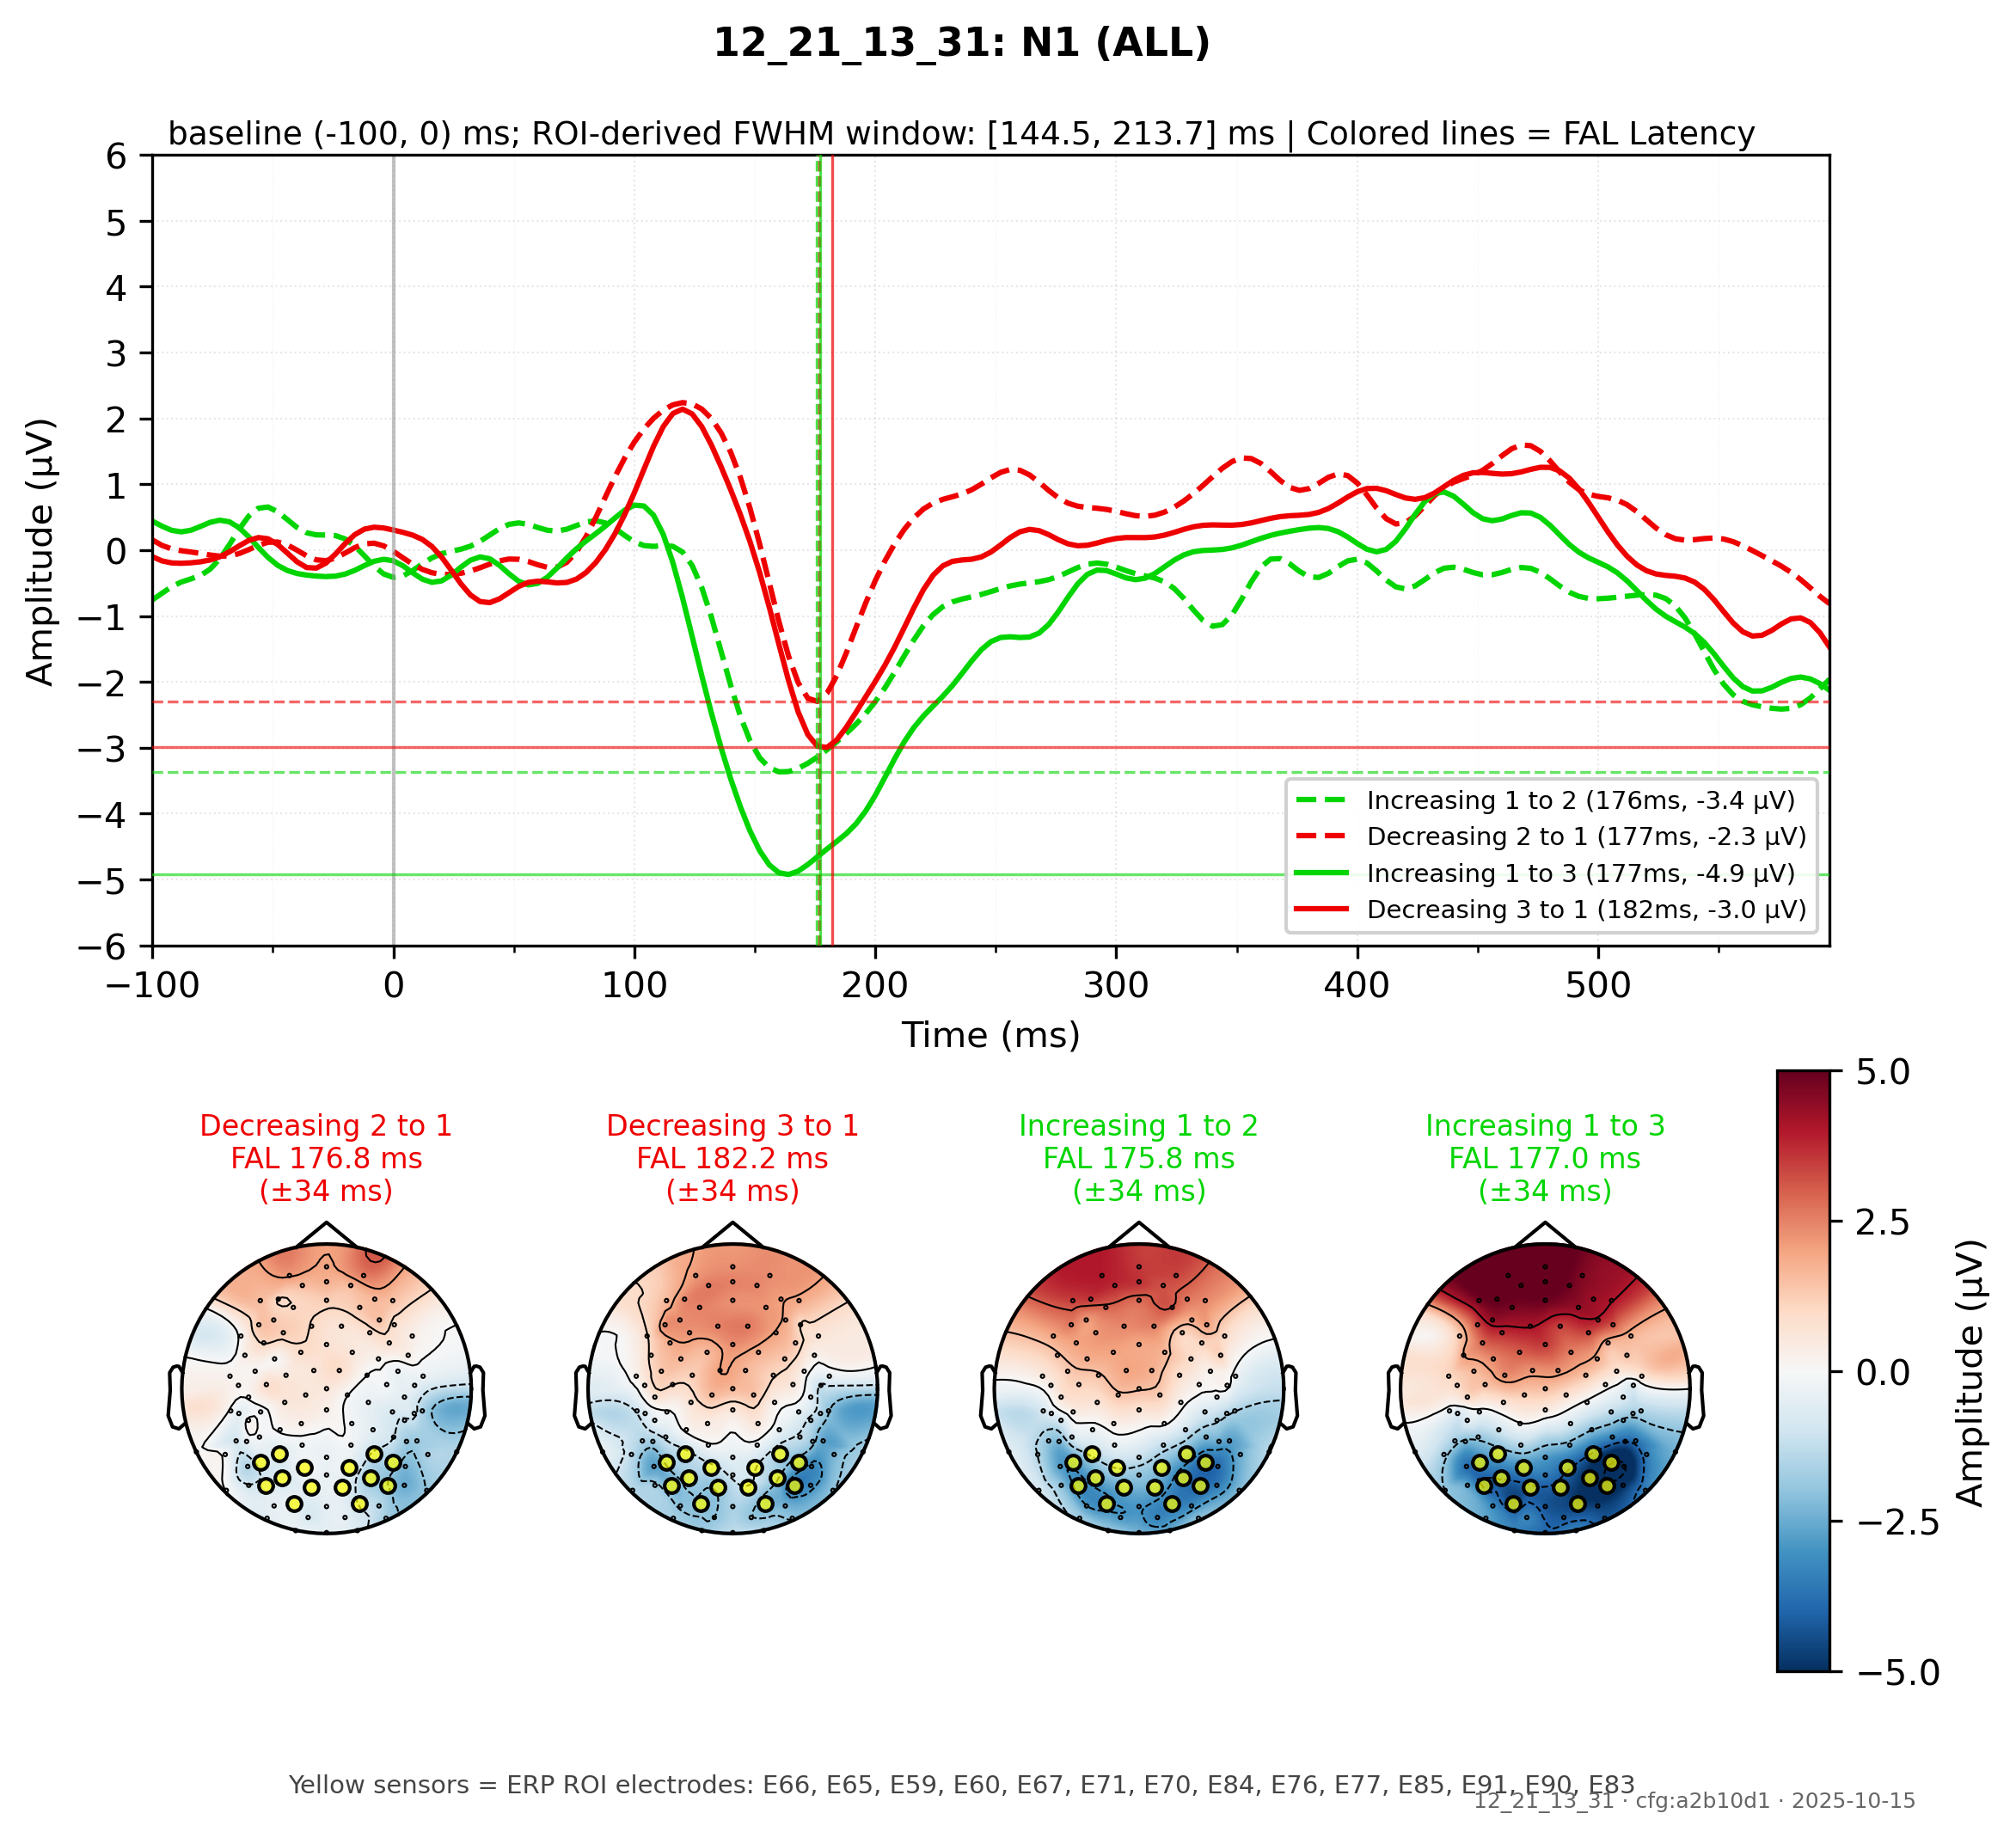 12_21_13_31: N1 (ALL)
baseline (-100, 0) ms; ROI-derived FWHM window: [144.5, 213.7] ms | Colored lines = FAL Latency
6
5
4
3
2
1
0
−1
−2
−3
−4
−5
−6
Amplitude (µV)
Increasing 1 to 2 (176ms, -3.4 µV)
Decreasing 2 to 1 (177ms, -2.3 µV)
Increasing 1 to 3 (177ms, -4.9 µV)
Decreasing 3 to 1 (182ms, -3.0 µV)
−100 0 100 200 300 400 500
Time (ms)
Decreasing 2 to 1
FAL 176.8 ms
(±34 ms)
Decreasing 3 to 1
FAL 182.2 ms
(±34 ms)
Increasing 1 to 2
FAL 175.8 ms
(±34 ms)
Increasing 1 to 3
FAL 177.0 ms
(±34 ms)
5.0
2.5
0.0
−2.5
−5.0
Amplitude (µV)
Yellow sensors = ERP ROI electrodes: E66, E65, E59, E60, E67, E71, E70, E84, E76, E77, E85, E91, E90, E83
12_21_13_31 · cfg:a2b10d1 · 2025-10-15